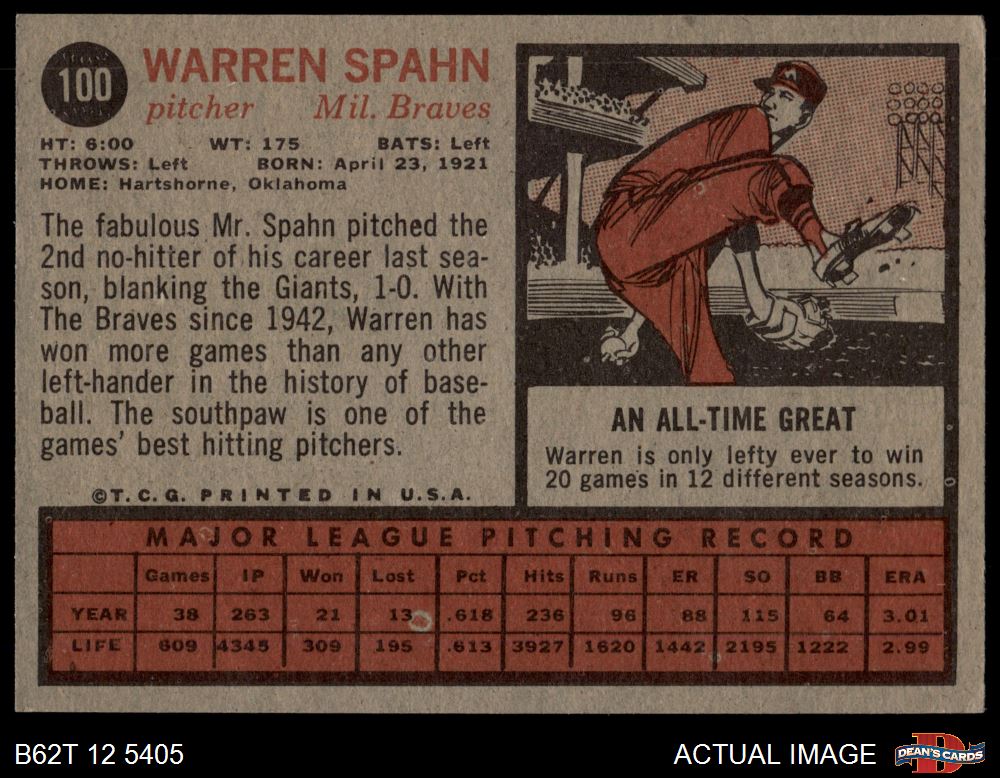 100
WARREN SPAHN
pitcher Mil. Braves
HT: 6:00 WT: 175 BATS: Left
THROWS: Left BORN: April 23, 1921
HOME: Hartshorne, Oklahoma
The fabulous Mr. Spahn pitched the
2nd no-hitter of his career last sea-
son, blanking the Giants, 1-0. With
The Braves since 1942, Warren has
won more games than any other
left-hander in the history of base-
ball. The southpaw is one of the
games' best hitting pitchers.
©T.C.G. PRINTED IN U.S.A.
M
AN ALL-TIME GREAT
Warren is only lefty ever to win
20 games in 12 different seasons.
MAJOR LEAGUE PITCHING RECORD
Games IP Won Lost Pct Hits Runs ER SO BB ERA
YEAR 38 263 21 13 .618 236 96 88 115 64 3.01
LIFE 609 4345 309 195 .613 3927 1620 1442 2195 1222 2.99
B62T 12 5405 ACTUAL IMAGE DEAN'S CARDS